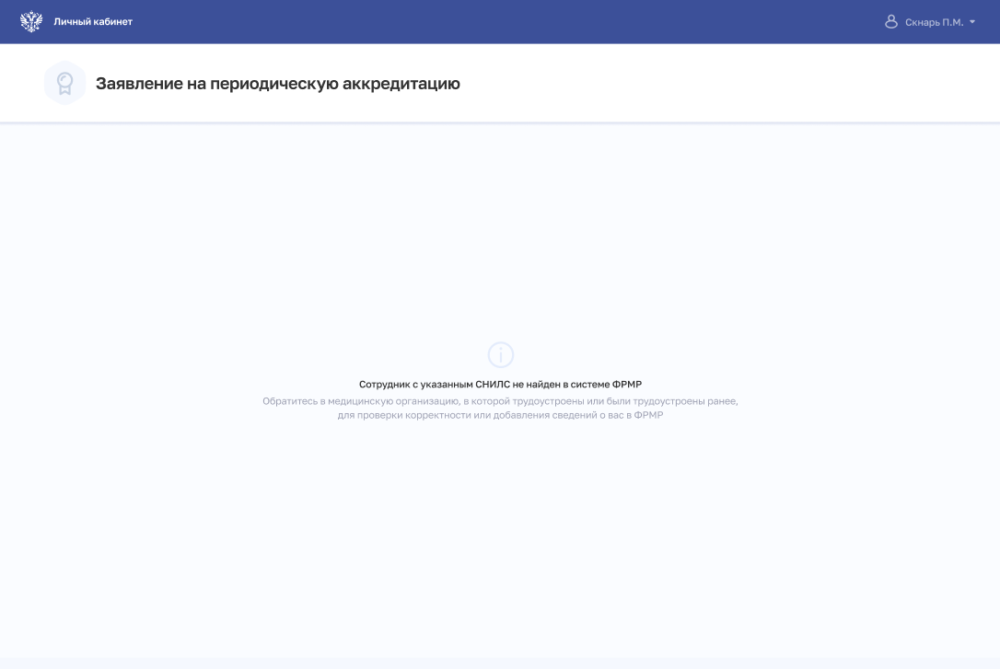 Личный кабинет
Скнарь П.М.
Заявление на периодическую аккредитацию
Сотрудник с указанным СНИЛС не найден в системе ФРМР
Обратитесь в медицинскую организацию, в которой трудоустроены или были трудоустроены ранее,
для проверки корректности или добавления сведений о вас в ФРМР